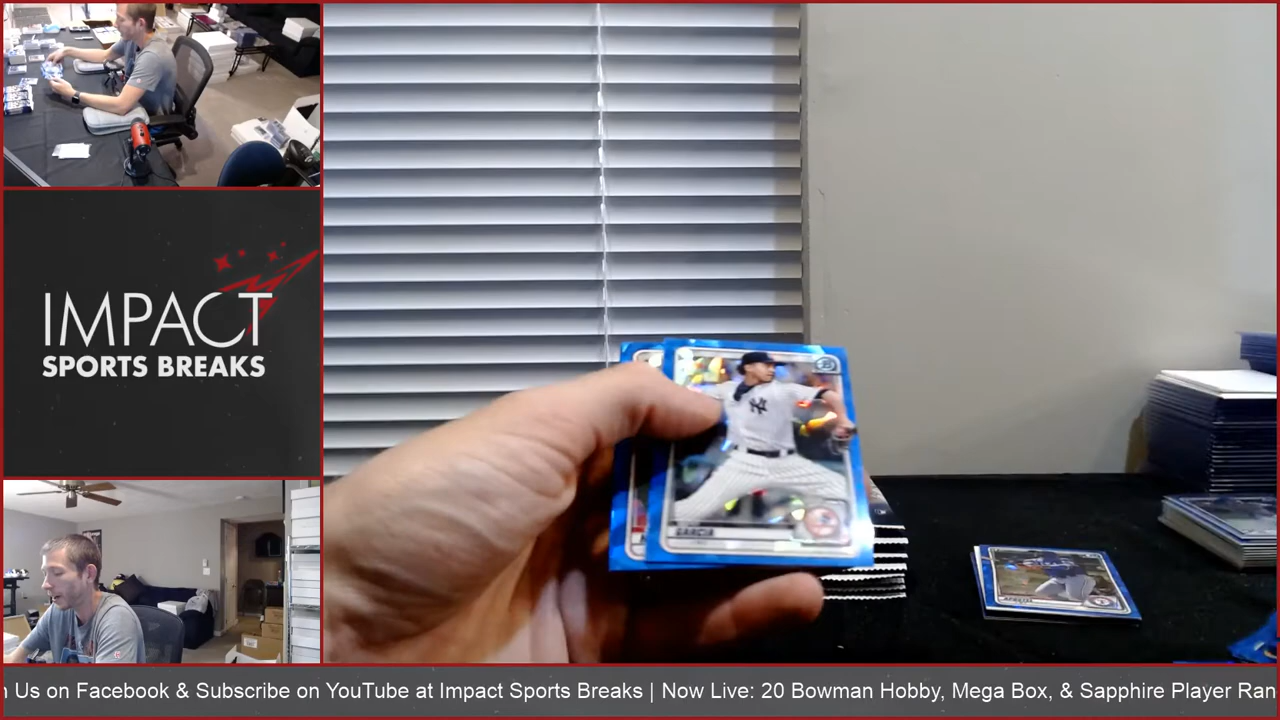 IMPACT
SPORTS BREAKS
NY
GARCIA
n Us on Facebook & Subscribe on YouTube at Impact Sports Breaks | Now Live: 20 Bowman Hobby, Mega Box, & Sapphire Player Ran